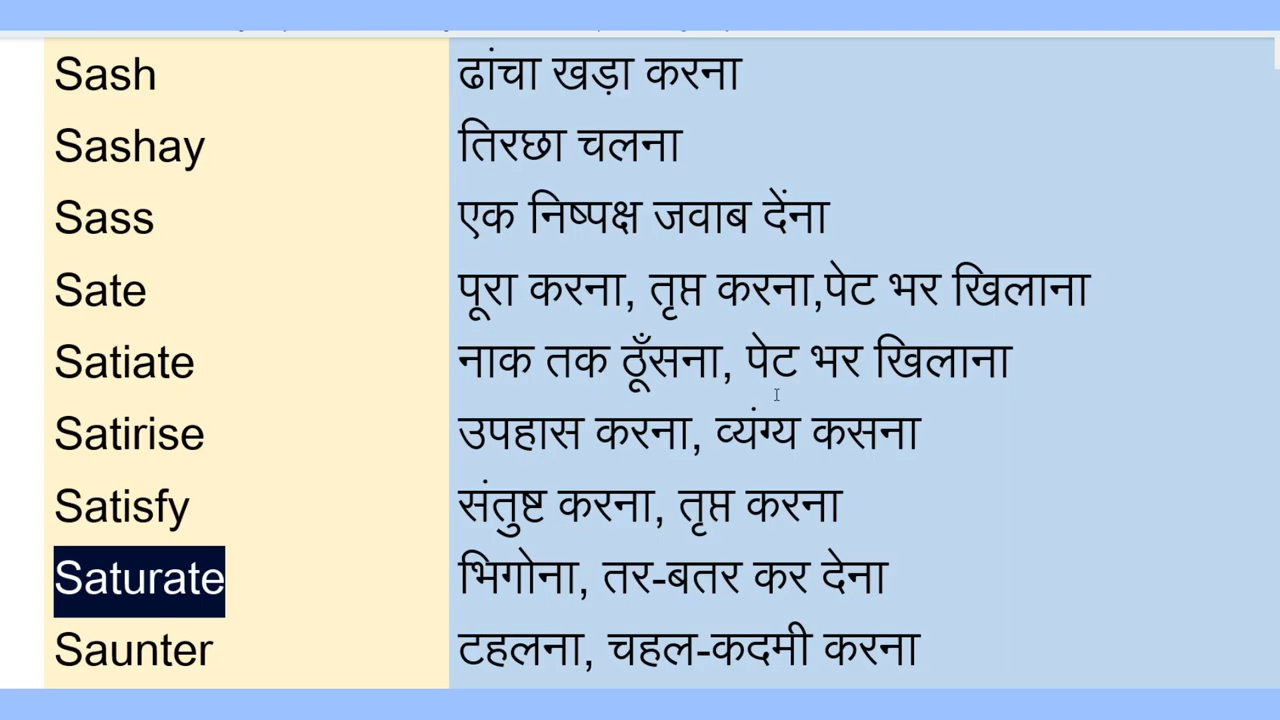 Sash ढांचा खड़ा करना
Sashay तिरछा चलना
Sass एक निष्पक्ष जवाब देंना
Sate पूरा करना, तृप्त करना,पेट भर खिलाना
Satiate नाक तक ठूँसना, पेट भर खिलाना
Satirise उपहास करना, व्यंग्य कसना
Satisfy संतुष्ट करना, तृप्त करना
Saturate भिगोना, तर-बतर कर देना
Saunter टहलना, चहल-कदमी करना